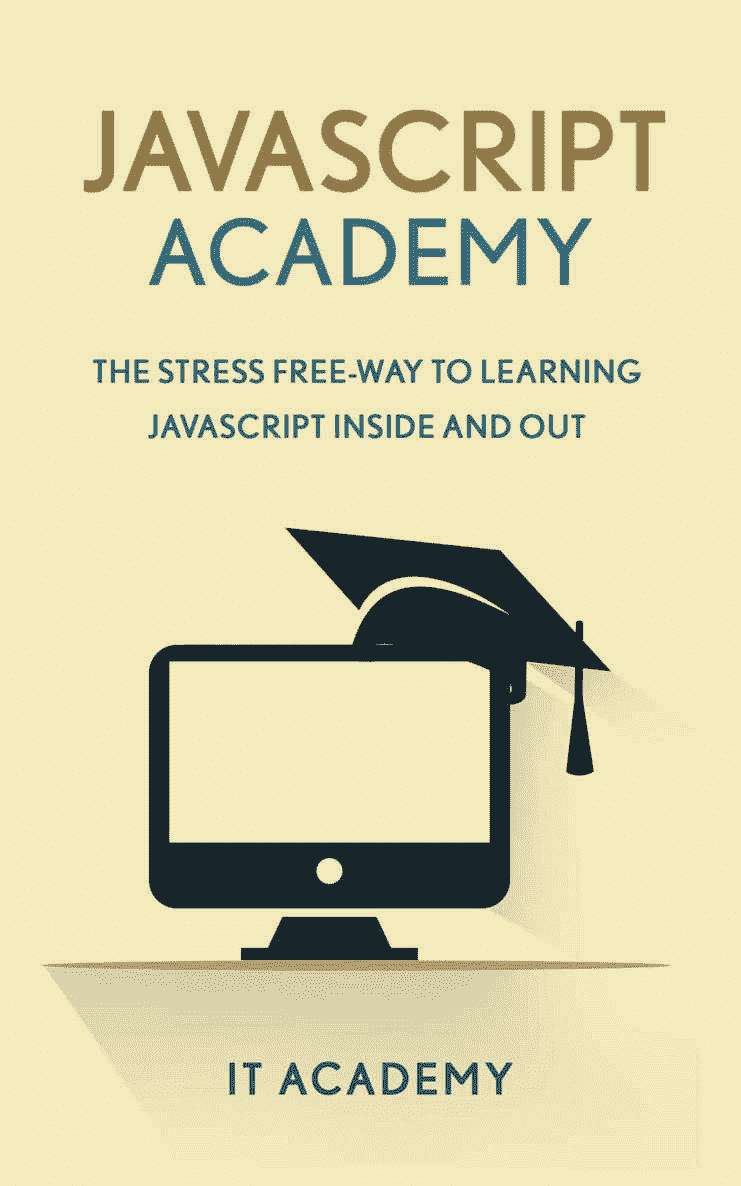 JAVASCRIPT
ACADEMY
THE STRESS FREE-WAY TO LEARNING
JAVASCRIPT INSIDE AND OUT
IT ACADEMY